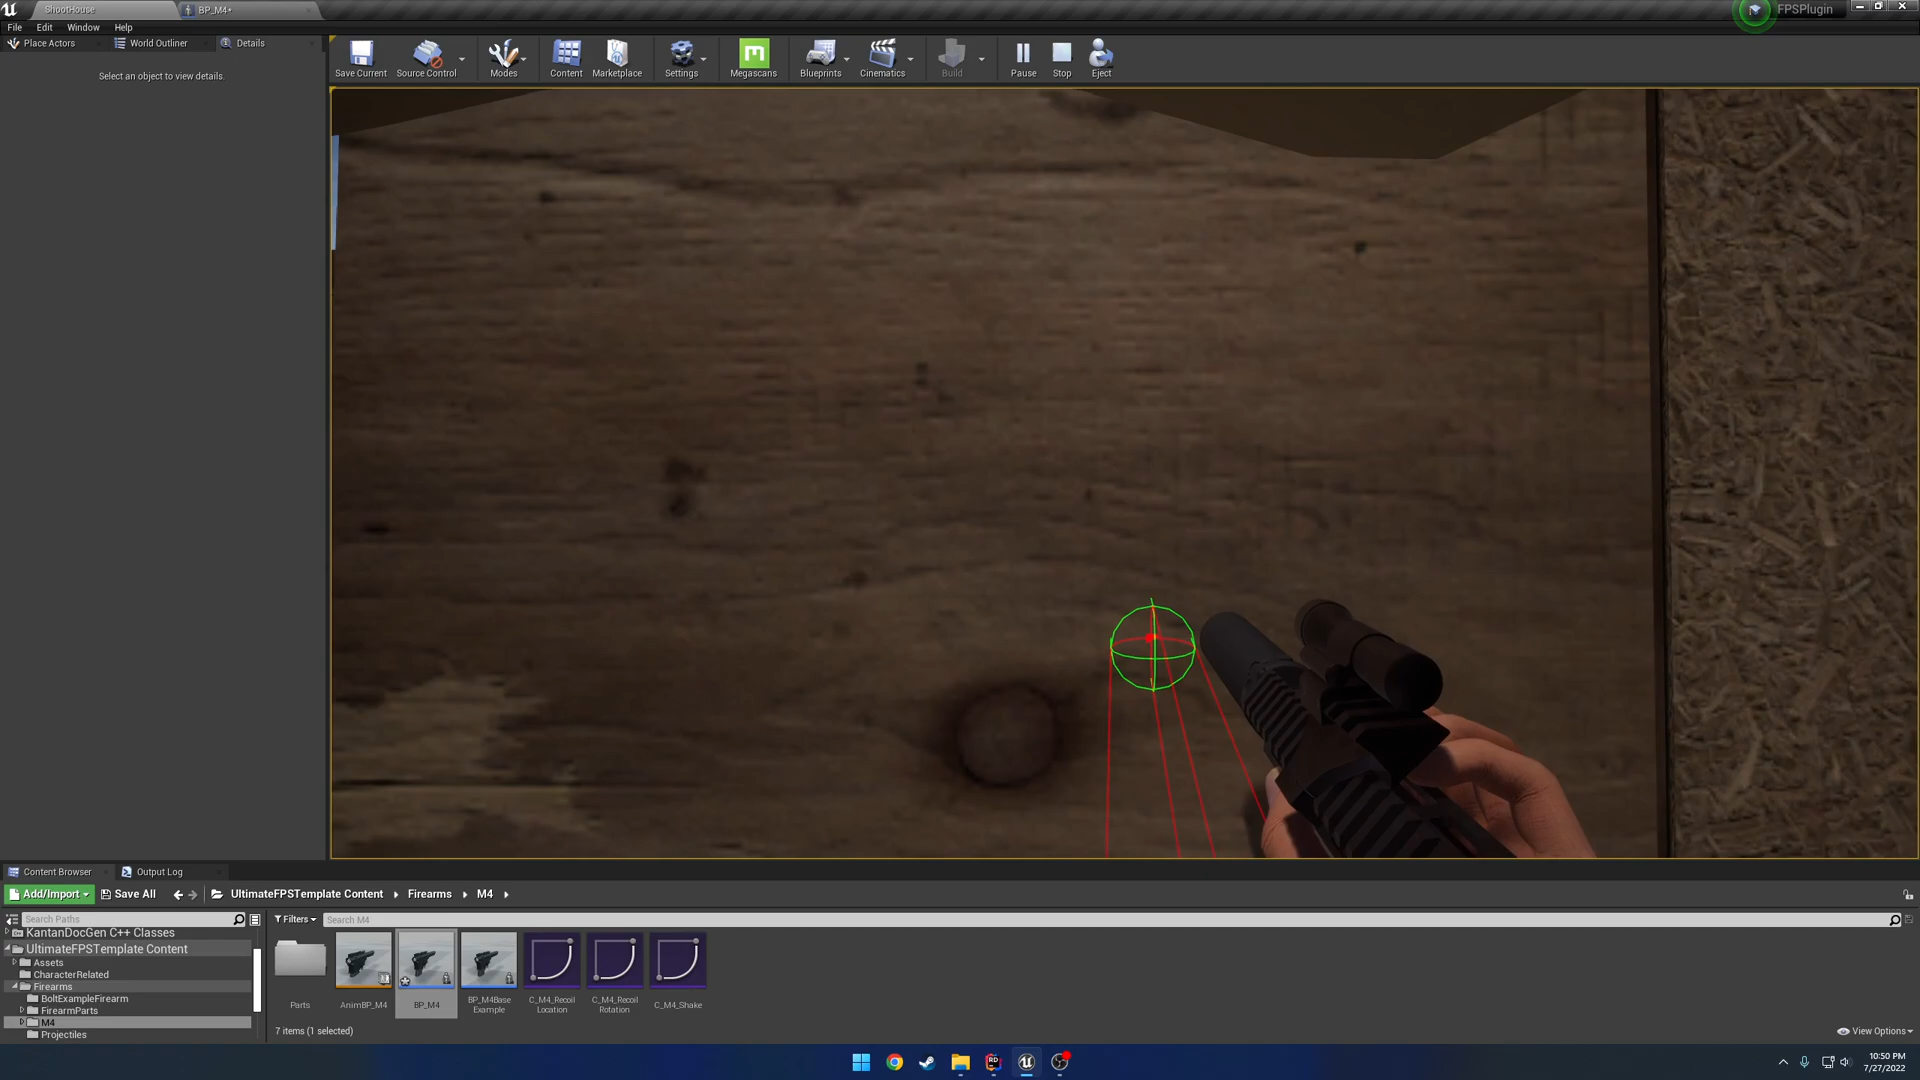 ShootHouse
BP_M4*
FPSPlugin
File Edit Window Help
Place Actors World Outliner Details
Select an object to view details.
Save Current Source Control Modes Content Marketplace Settings Megascans Blueprints Cinematics Build Pause Stop Eject
Content Browser Output Log
Add/Import Save All UltimateFPSTemplate Content Firearms M4
Search Paths Filters Search M4
KantanDocGen C++ Classes
UltimateFPSTemplate Content
Assets
CharacterRelated
Firearms
BoltExampleFirearm
FirearmParts
M4
Projectiles
Parts
AnimBP_M4
BP_M4
BP_M4Base
Example
C_M4_Recoil
Location
C_M4_Recoil
Rotation
C_M4_Shake
7 items (1 selected)
View Options
RD
10:50 PM
7/27/2022